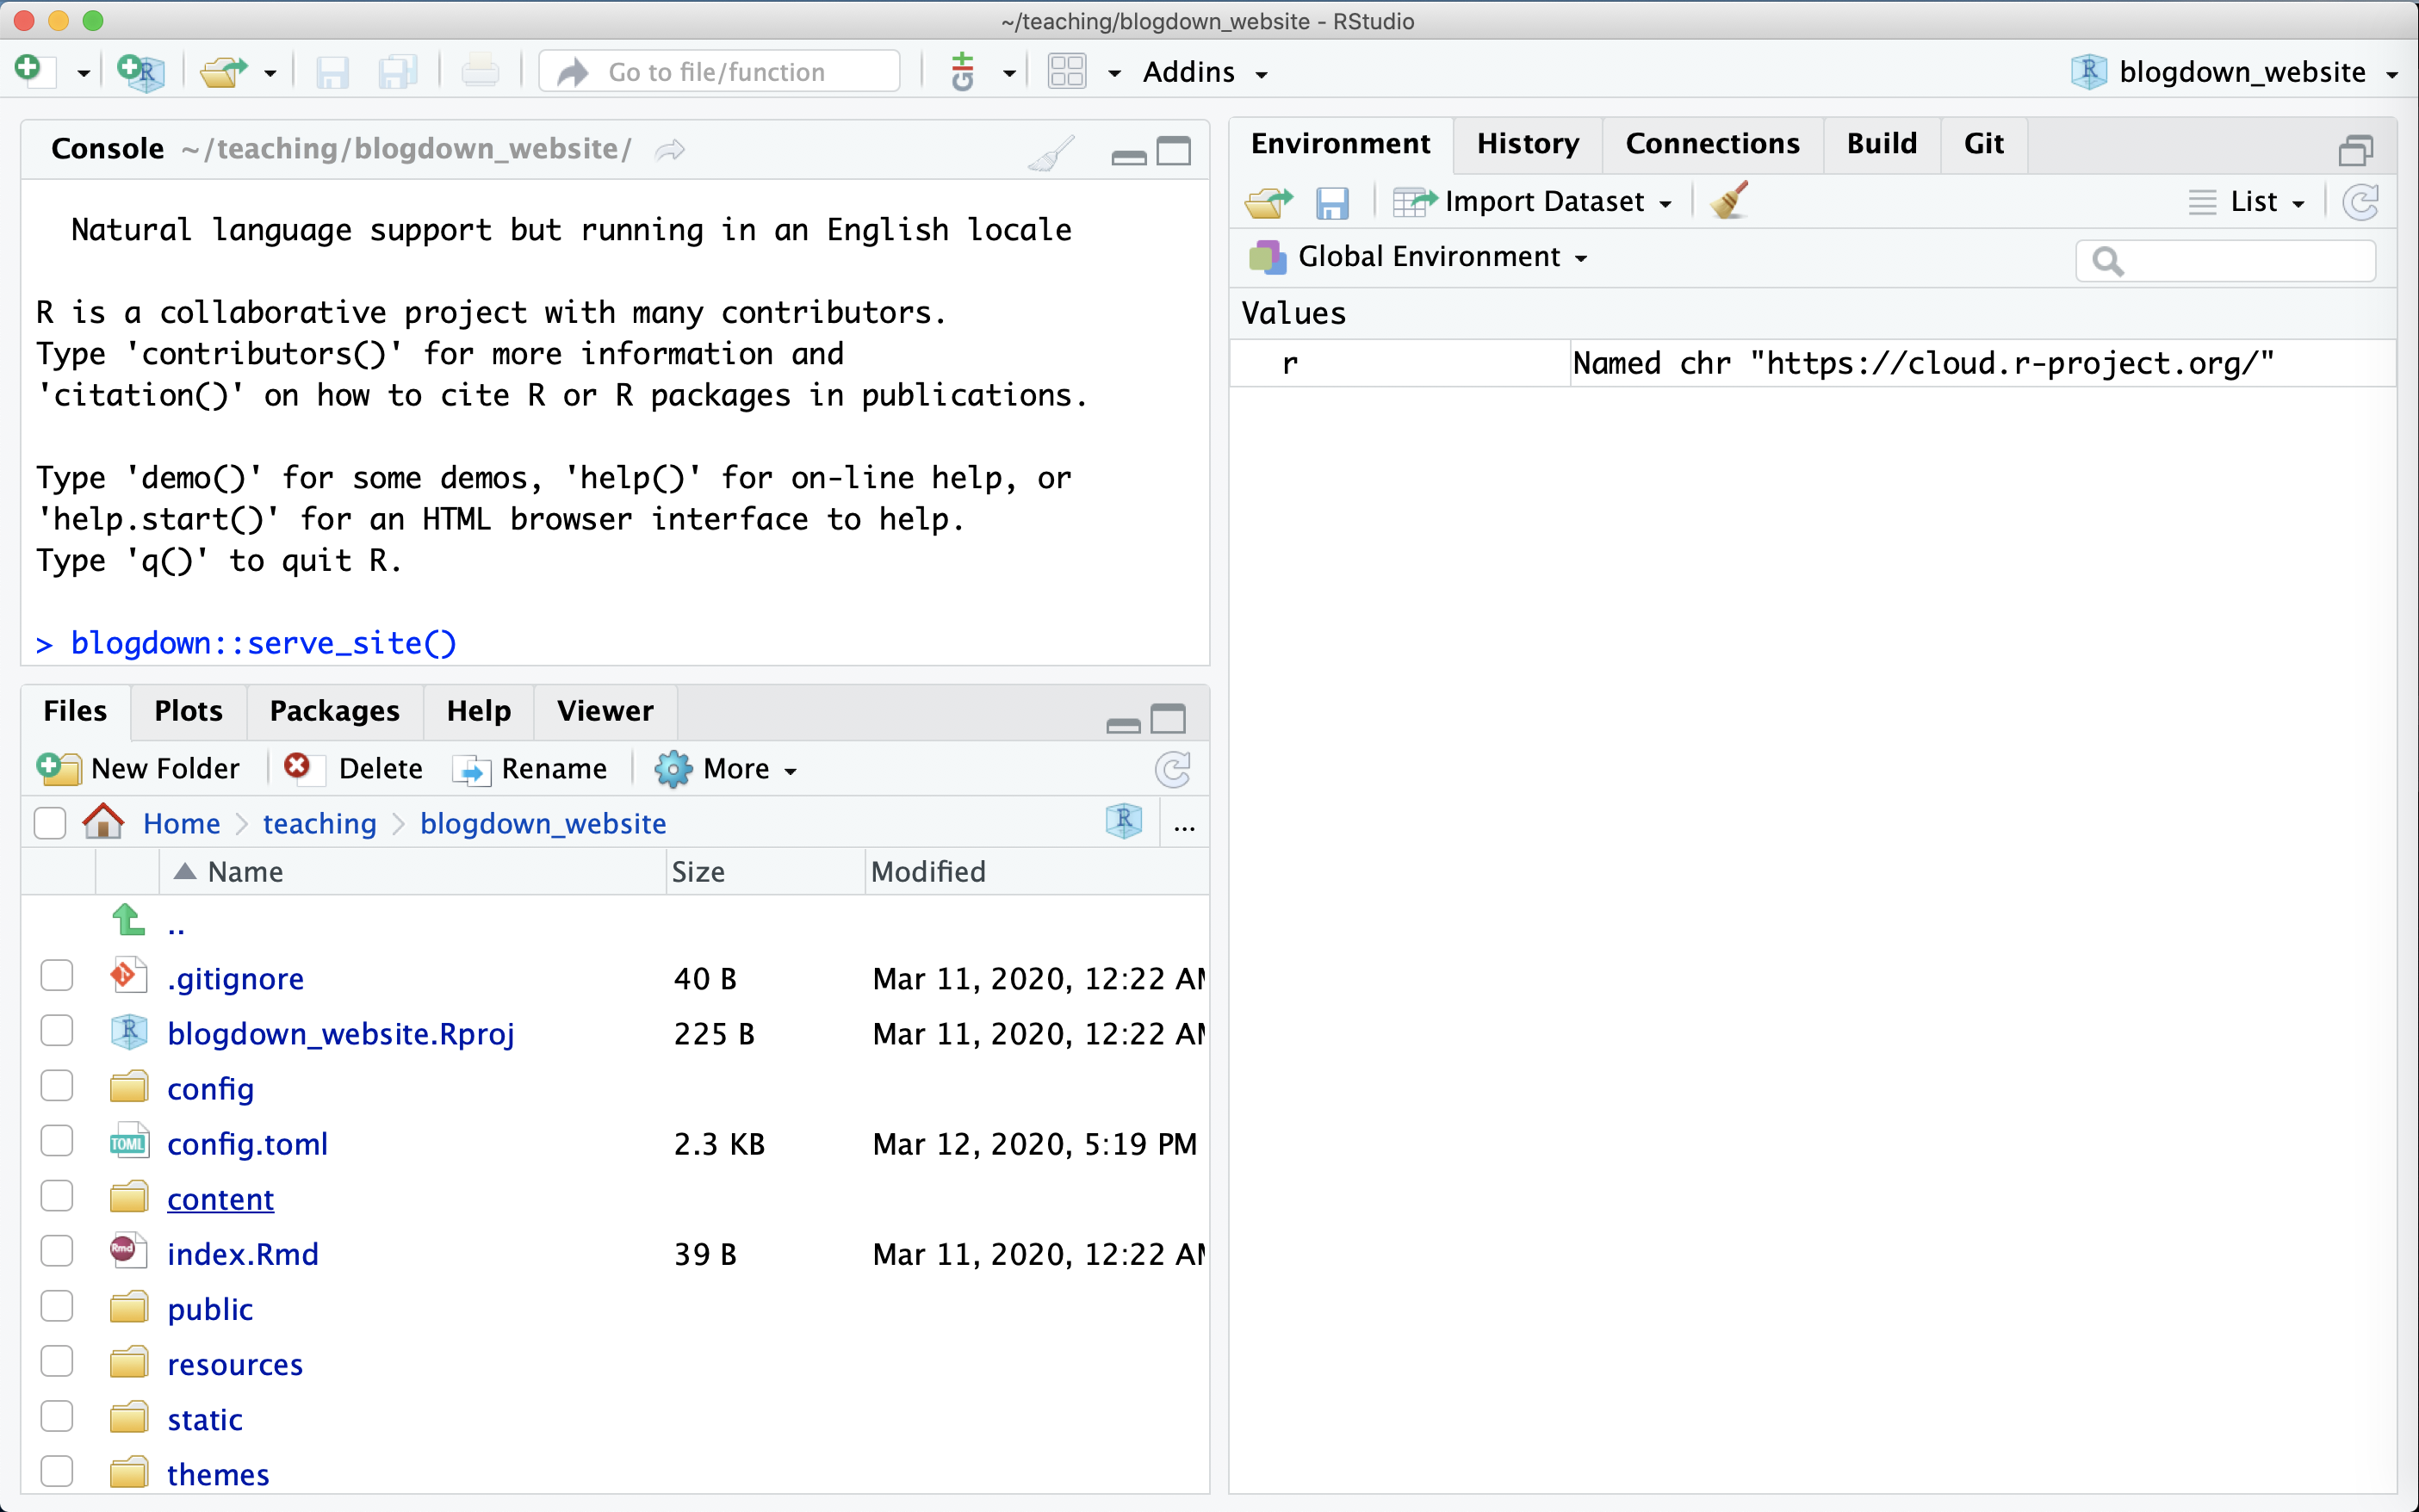 ~/teaching/blogdown_website - RStudio
Go to file/function
Addins
blogdown_website
Console ~/teaching/blogdown_website/
Natural language support but running in an English locale
R is a collaborative project with many contributors.
Type 'contributors()' for more information and
'citation()' on how to cite R or R packages in publications.
Type 'demo()' for some demos, 'help()' for on-line help, or
'help.start()' for an HTML browser interface to help.
Type 'q()' to quit R.
> blogdown::serve_site()
Files Plots Packages Help Viewer
New Folder Delete Rename More
Home teaching blogdown_website ...
Name Size Modified
..
.gitignore 40 B Mar 11, 2020, 12:22 AM
blogdown_website.Rproj 225 B Mar 11, 2020, 12:22 AM
config
TOML config.toml 2.3 KB Mar 12, 2020, 5:19 PM
content
Rmd index.Rmd 39 B Mar 11, 2020, 12:22 AM
public
resources
static
themes
Environment History Connections Build Git
Import Dataset List
Global Environment
Values
r Named chr "https://cloud.r-project.org/"